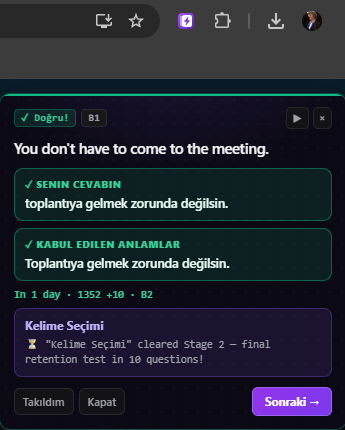 ✓ Doğru! B1
You don't have to come to the meeting.
✓ SENIN CEVABIN
toplantıya gelmek zorunda değilsin.
✓ KABUL EDILEN ANLAMLAR
Toplantıya gelmek zorunda değilsin.
In 1 day · 1352 +10 · B2
Kelime Seçimi
⏳ "Kelime Seçimi" cleared Stage 2 — final
retention test in 10 questions!
Takıldım Kapat Sonraki →